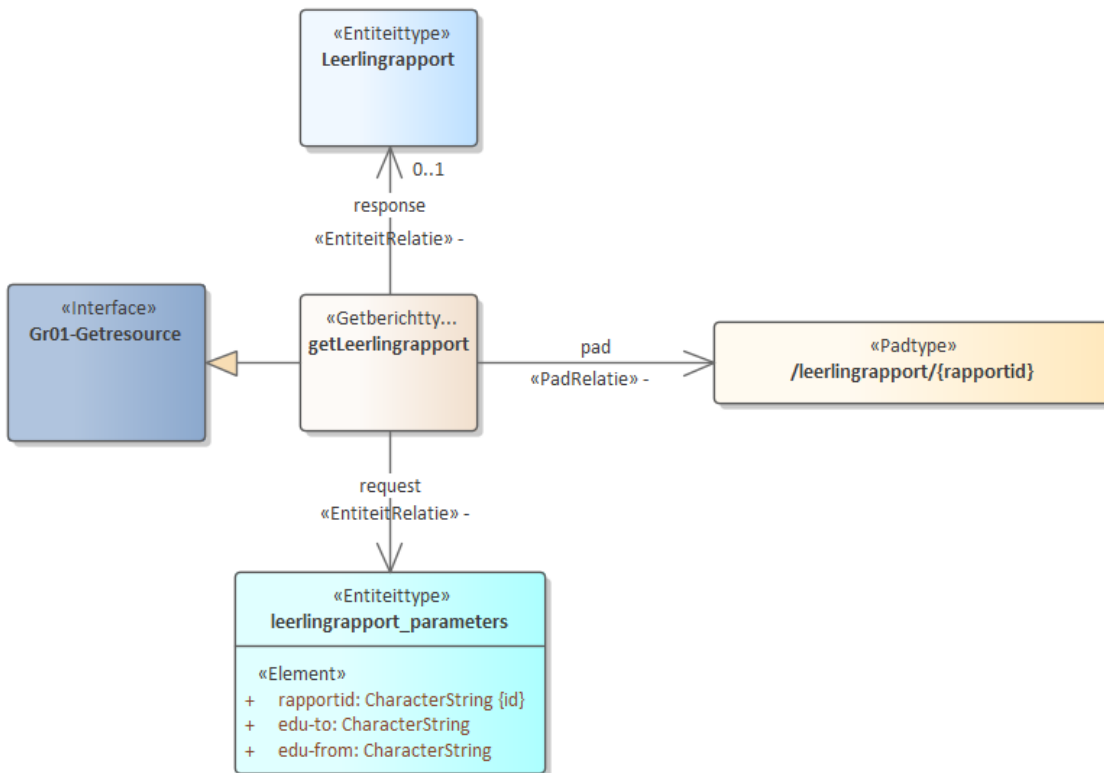 «Entiteittype»
Leerlingrapport
0..1
response
«EntiteitRelatie» -
«Interface»
Gr01-Getresource
«Getberichtty...
getLeerlingrapport
pad
«PadRelatie» -
«Padtype»
/leerlingrapport/{rapportid}
request
«EntiteitRelatie» -
«Entiteittype»
leerlingrapport_parameters
«Element»
+ rapportid: CharacterString {id}
+ edu-to: CharacterString
+ edu-from: CharacterString